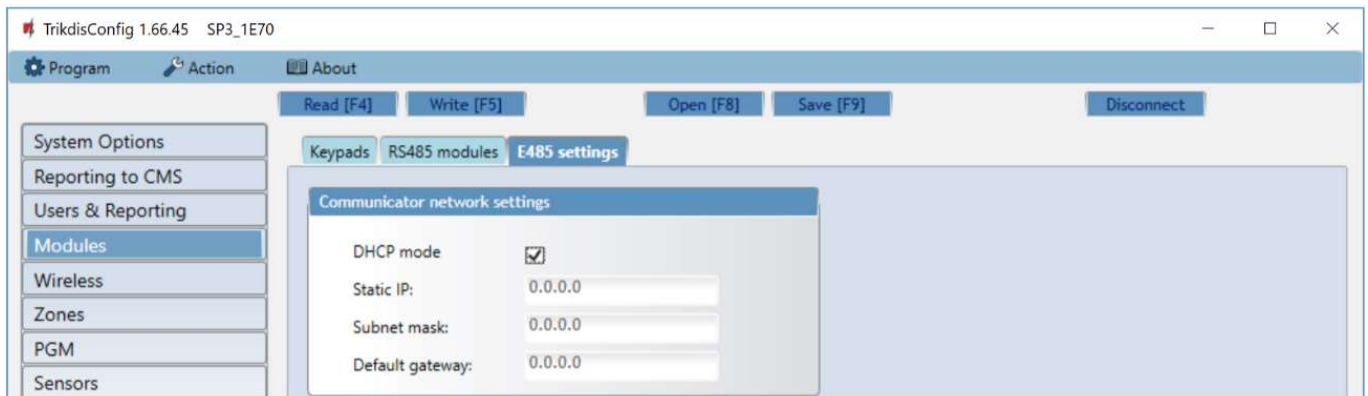 TrikdisConfig 1.66.45 SP3_1E70
Program Action About
Read [F4] Write [F5] Open [F8] Save [F9] Disconnect
System Options
Reporting to CMS
Users & Reporting
Modules
Wireless
Zones
PGM
Sensors
Keypads RS485 modules E485 settings
Communicator network settings
DHCP mode
Static IP: 0.0.0.0
Subnet mask: 0.0.0.0
Default gateway: 0.0.0.0